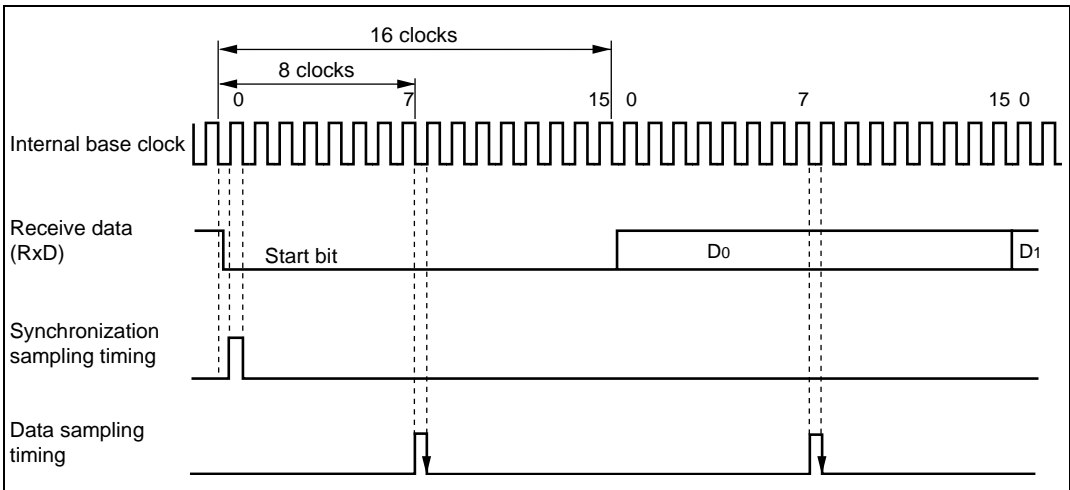 16 clocks
8 clocks
0 7 15 0 7 15 0
Internal base clock
Receive data
(RxD)
Start bit D0 D1
Synchronization
sampling timing
Data sampling
timing